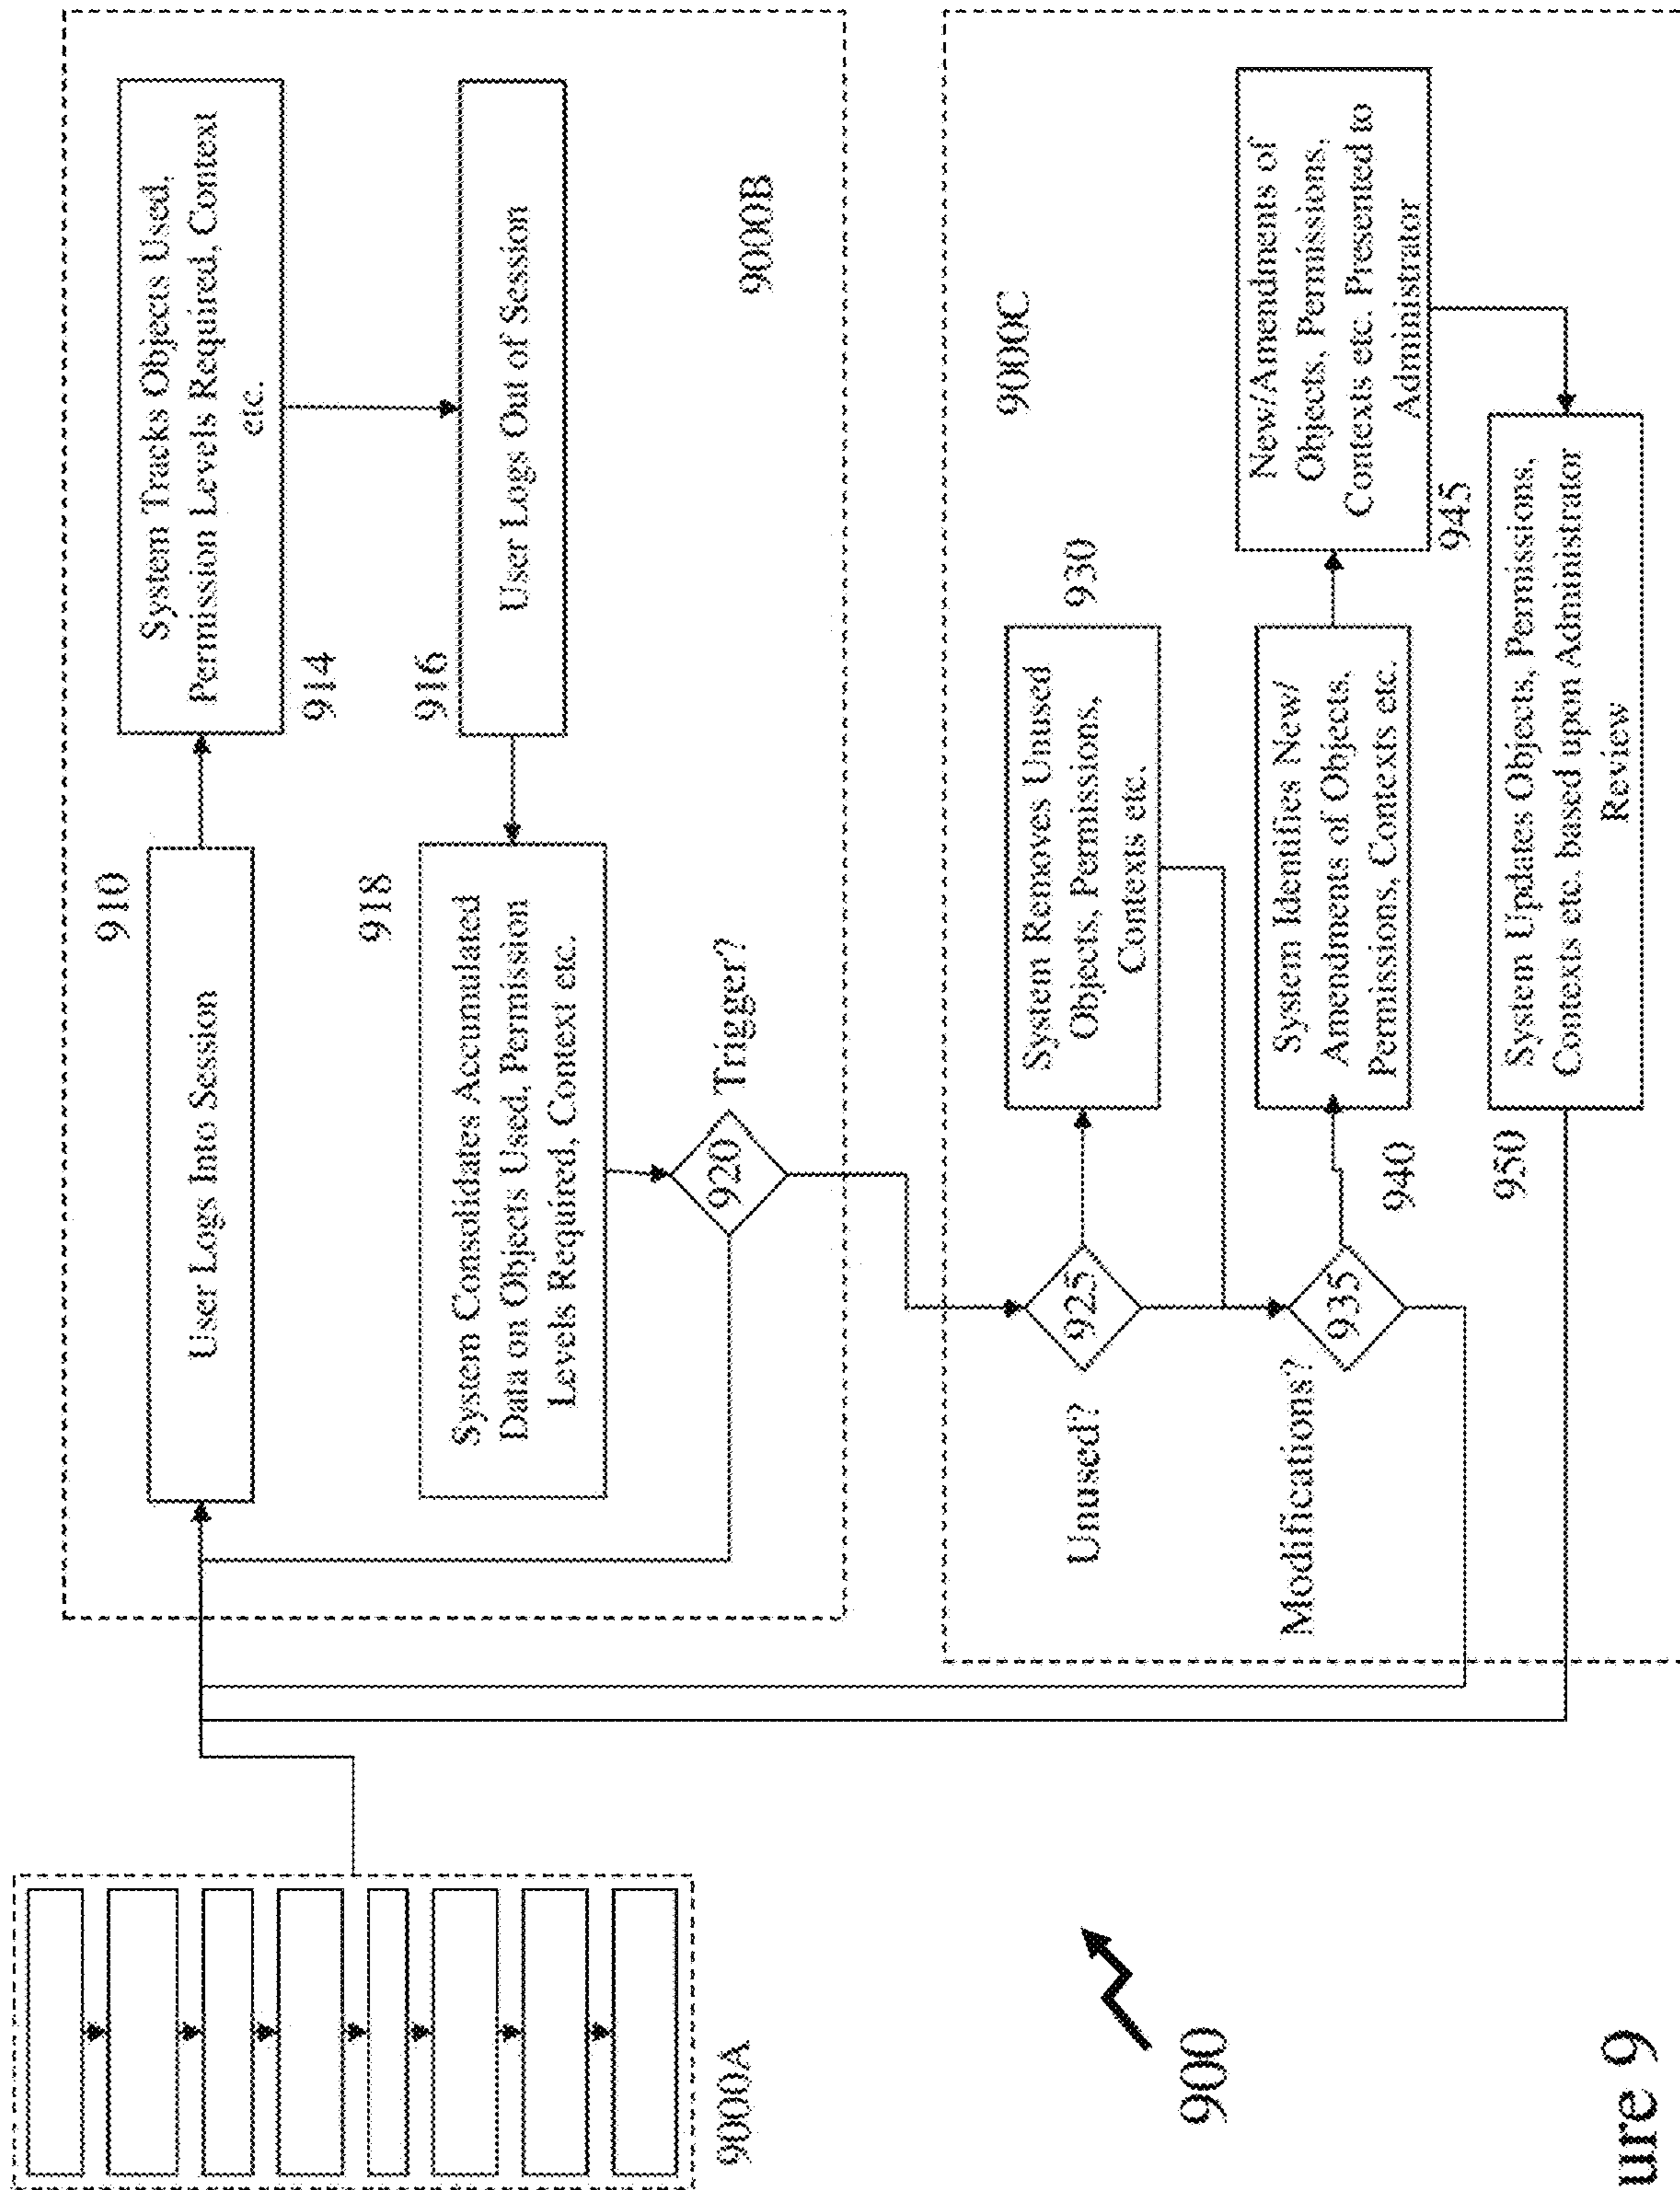 9000A
910
User Logs Into Session
System Tracks Objects Used,
Permission Levels Required, Context
etc.
914
918
System Consolidates Accumulated
Data on Objects Used, Permission
Levels Required, Context etc.
916
User Logs Out of Session
920
Trigger?
9000B
9000C
Unused?
925
System Removes Unused
Objects, Permissions,
Contexts etc.
930
Modifications?
935
940
System Identifies New/
Amendments of Objects,
Permissions, Contexts etc.
New/Amendments of
Objects, Permissions,
Contexts etc. Presented to
Administrator
945
950
System Updates Objects, Permissions,
Contexts etc. based upon Administrator
Review
900
ure 9